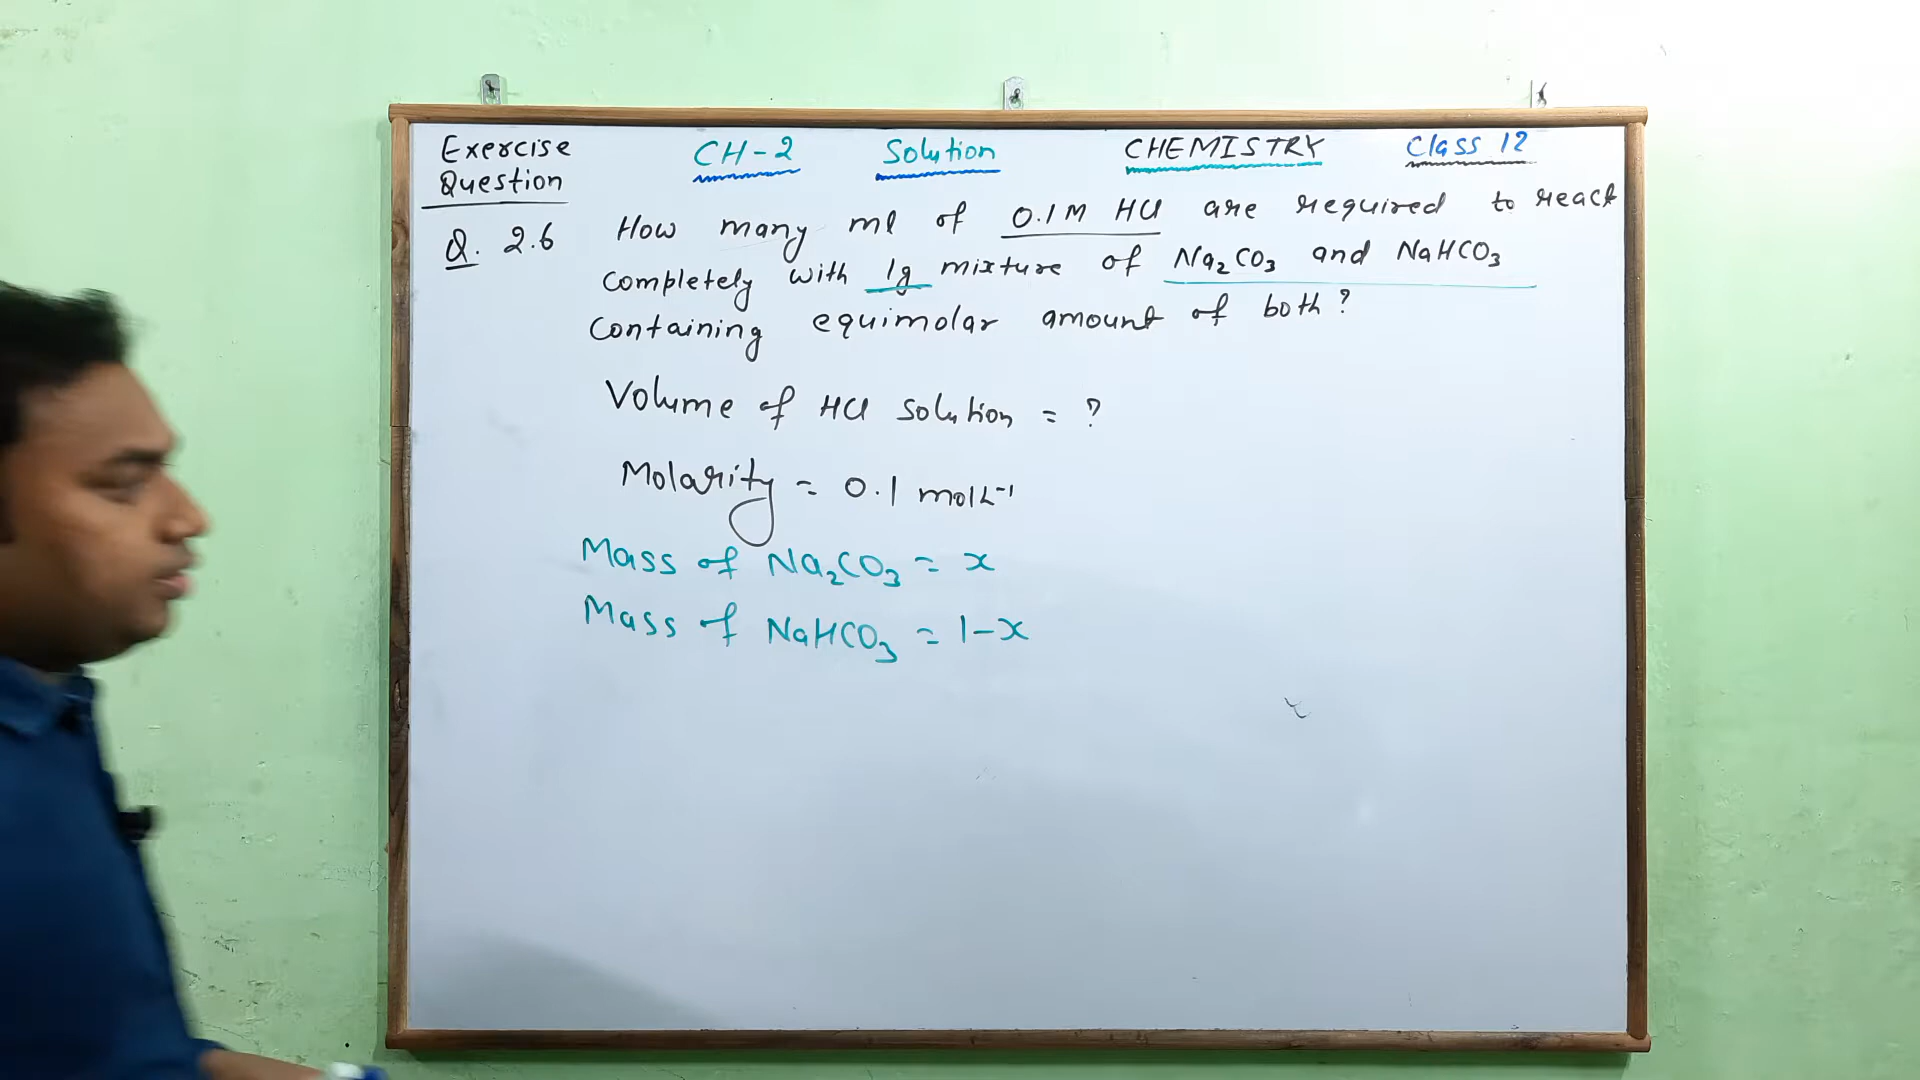 Exercise Question CH-2 Solution CHEMISTRY Class 12
Q. 2.6 How many ml of 0.1M HCl are required to react
completely with 1g mixture of Na₂CO₃ and NaHCO₃
containing equimolar amount of both?
Volume of HCl solution = ?
Molarity = 0.1 mol L⁻¹
Mass of Na₂CO₃ = x
Mass of NaHCO₃ = 1-x